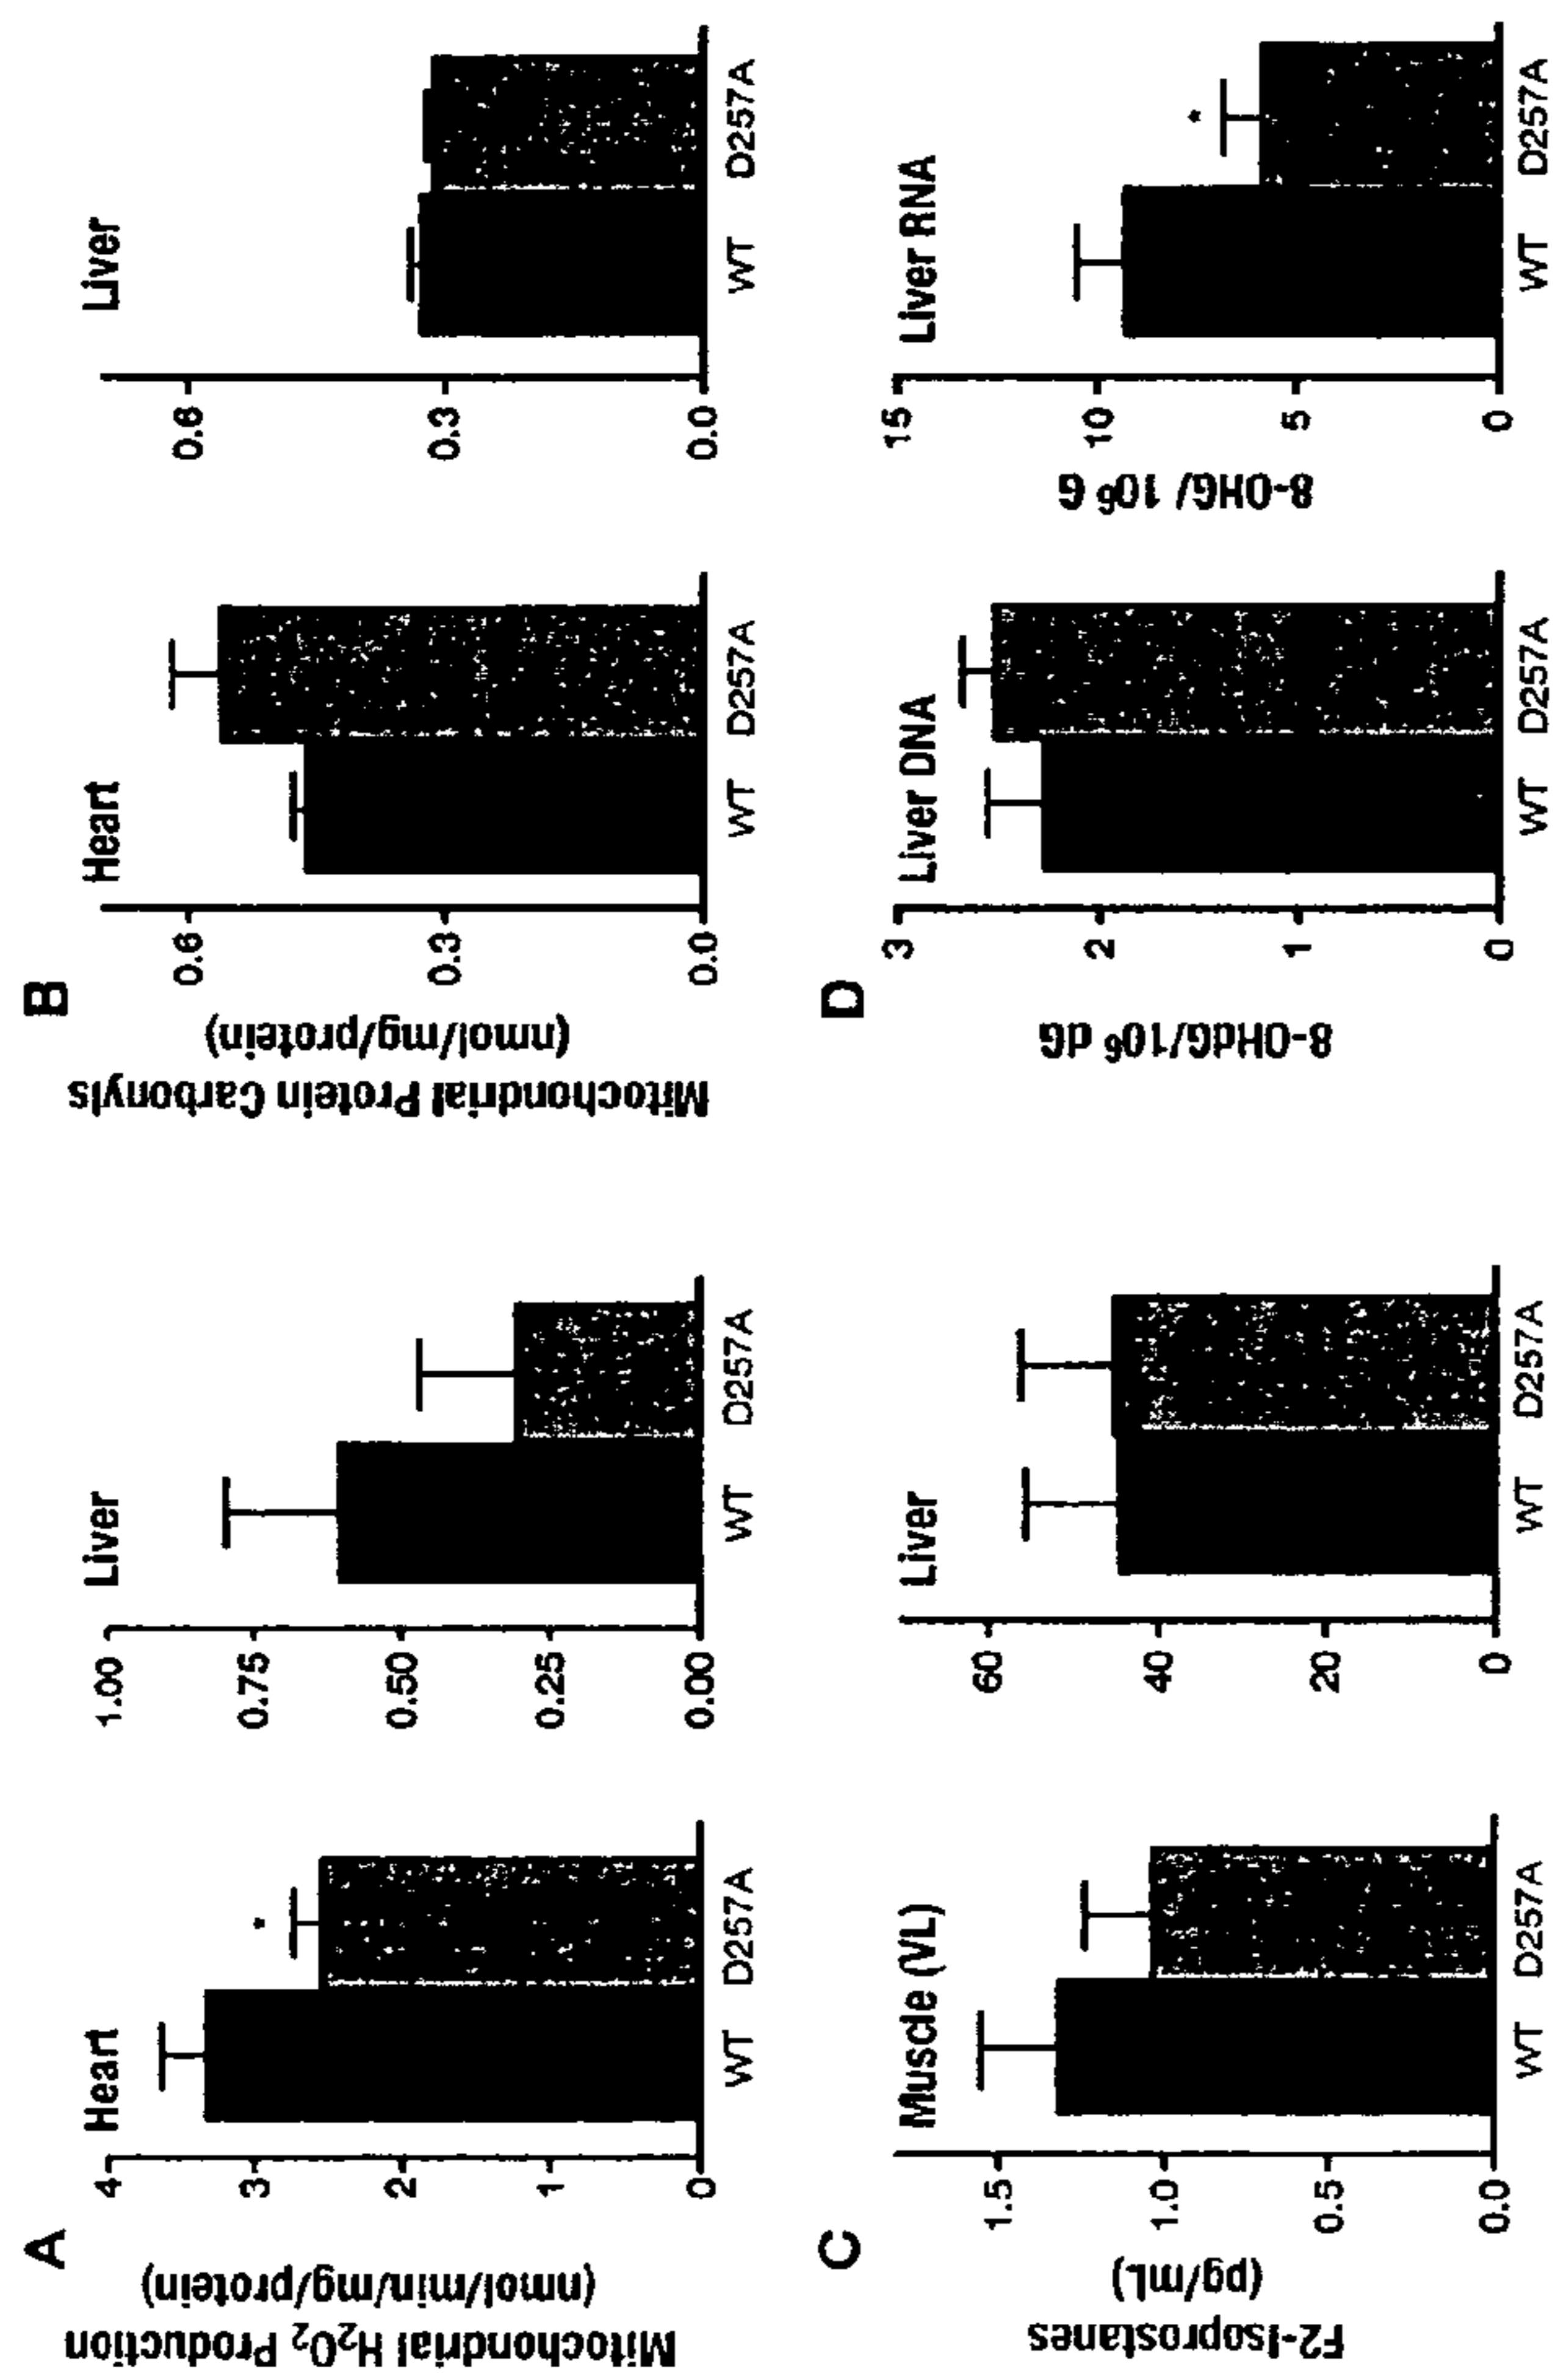 A
Mitochondrial H₂O₂ Production
(nmol/min/mg/protein)
Heart
4
3
2
1
0
WT
D257A
*
Liver
1.00
0.75
0.50
0.25
0.00
WT
D257A
B
Mitochondrial Protein Carbonyls
(nmol/mg/protein)
Heart
0.6
0.3
0.0
WT
D257A
Liver
0.6
0.3
0.0
WT
D257A
C
F2-Isoprostanes
(pg/mL)
Muscle (VL)
1.5
1.0
0.5
0.0
WT
D257A
Liver
60
40
20
0
WT
D257A
D
8-OHdG/10⁶ dG
Liver DNA
3
2
1
0
WT
D257A
8-OHG/ 10⁶ G
Liver RNA
15
10
5
0
WT
D257A
*